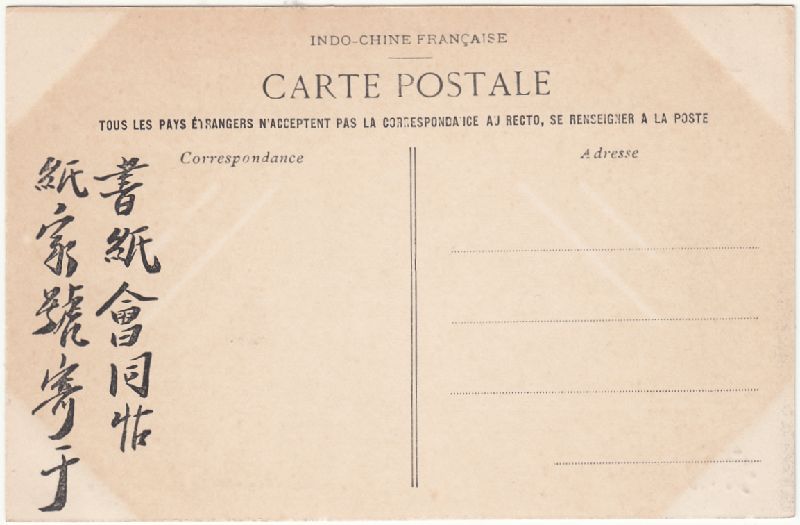 INDO-CHINE FRANÇAISE
CARTE POSTALE
TOUS LES PAYS ÉTRANGERS N'ACCEPTENT PAS LA CORRESPONDANCE AU RECTO, SE RENSEIGNER A LA POSTE
Correspondance
Adresse
書紙會同帖
紙家號寄于